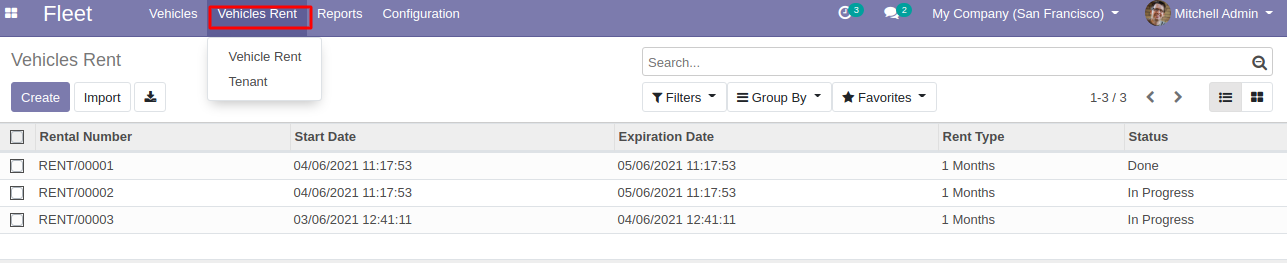 Fleet Vehicles Vehicles Rent Reports Configuration 3 2 My Company (San Francisco) Mitchell Admin
Vehicles Rent Vehicle Rent Search...
Tenant
Create Import Filters Group By Favorites 1-3 / 3
Rental Number Start Date Expiration Date Rent Type Status
RENT/00001 04/06/2021 11:17:53 05/06/2021 11:17:53 1 Months Done
RENT/00002 04/06/2021 11:17:53 05/06/2021 11:17:53 1 Months In Progress
RENT/00003 03/06/2021 12:41:11 04/06/2021 12:41:11 1 Months In Progress